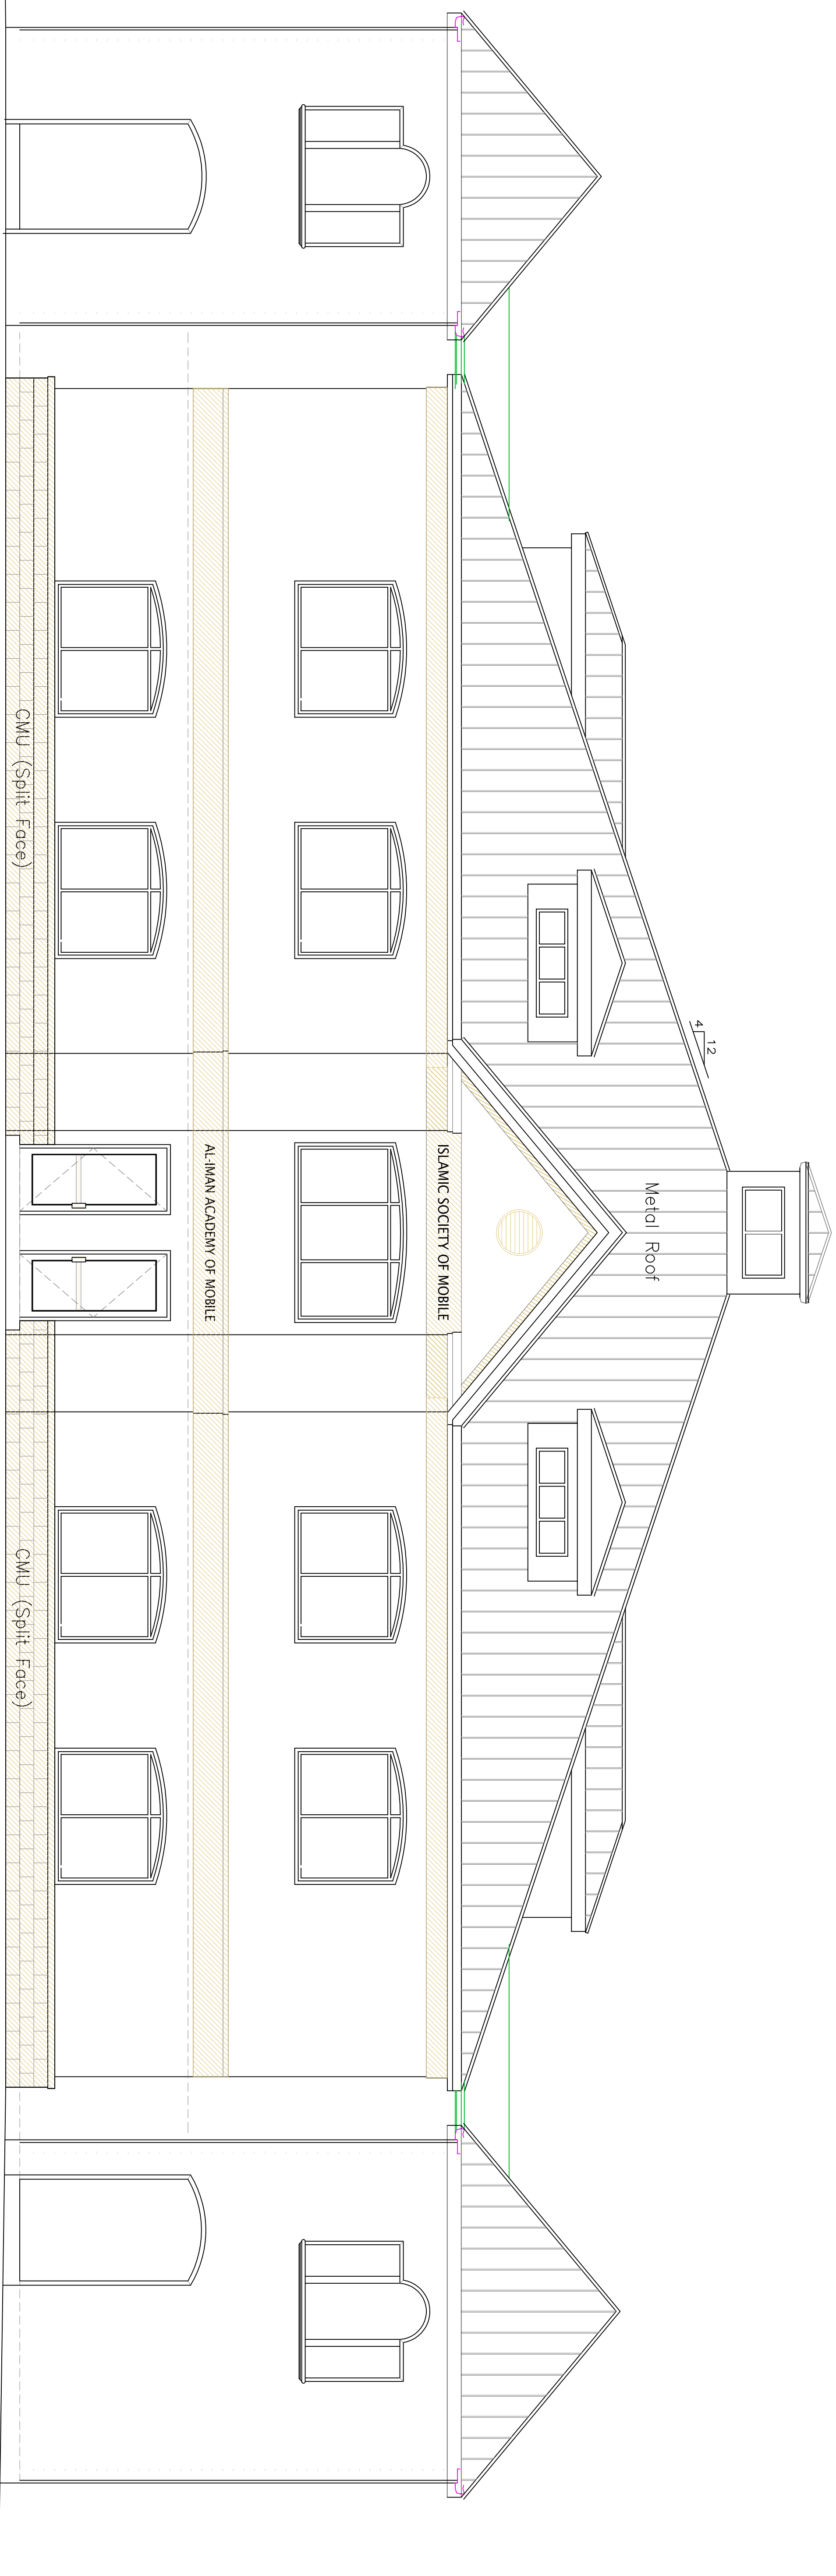 12
4
Metal Roof
ISLAMIC SOCIETY OF MOBILE
AL-IMAN ACADEMY OF MOBILE
CMU (Split Face)
CMU (Split Face)